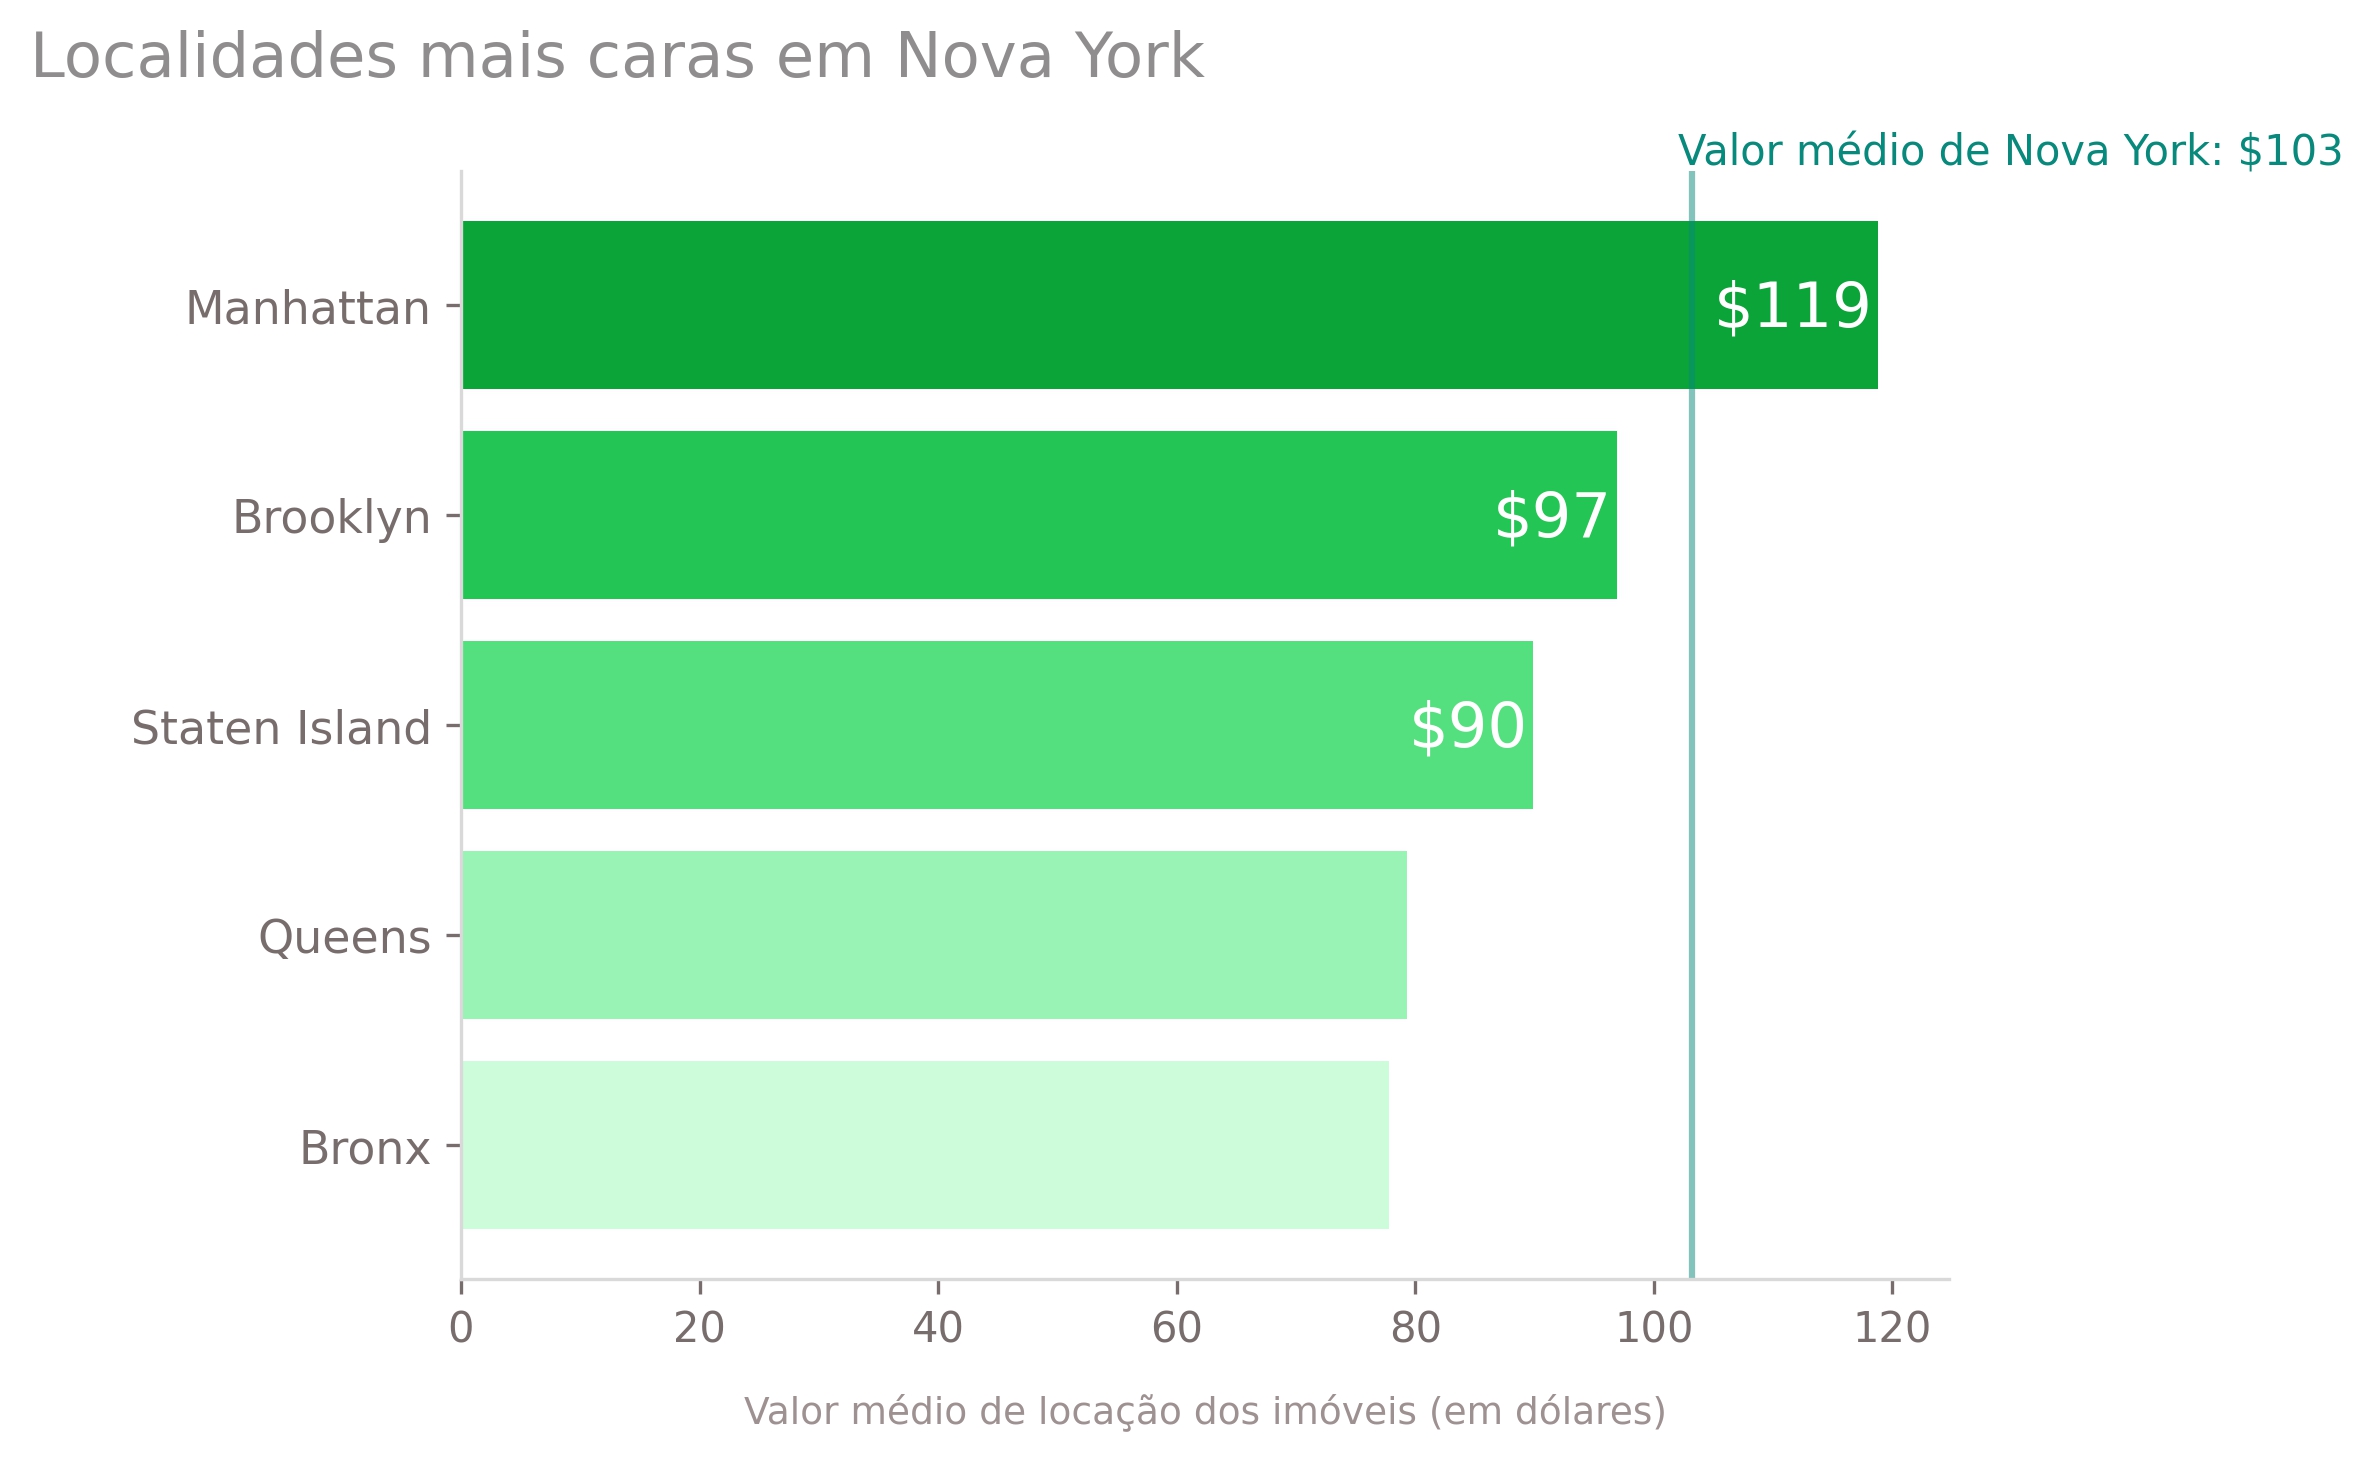 Localidades mais caras em Nova York
Valor médio de Nova York: $103
Manhattan
$119
Brooklyn
$97
Staten Island
$90
Queens
Bronx
0 20 40 60 80 100 120
Valor médio de locação dos imóveis (em dólares)